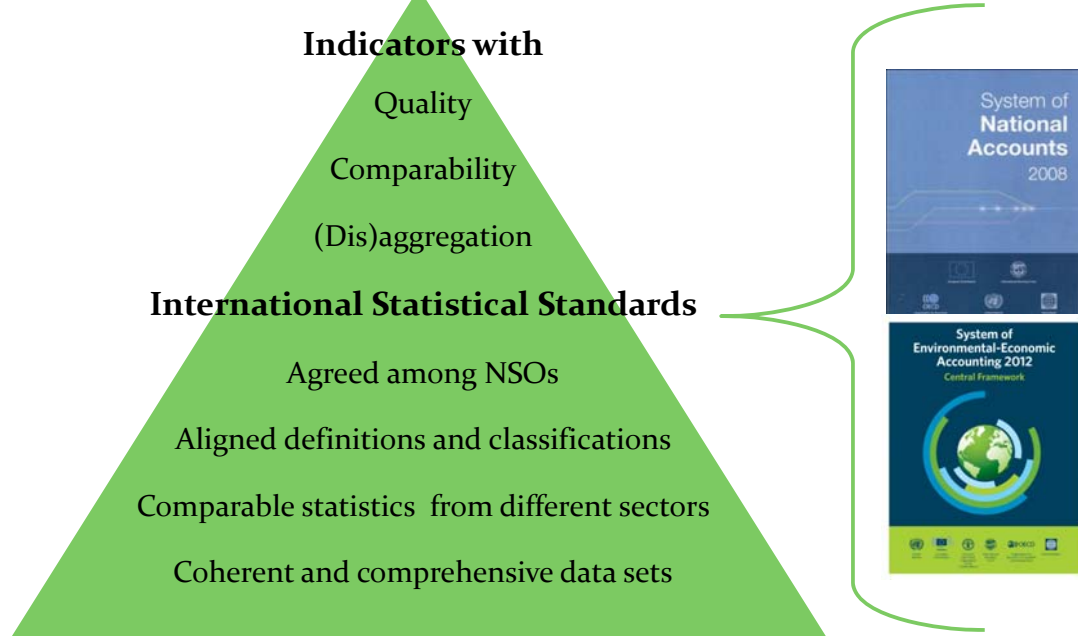 Indicators with
Quality
Comparability
(Dis)aggregation
International Statistical Standards
Agreed among NSOs
Aligned definitions and classifications
Comparable statistics from different sectors
Coherent and comprehensive data sets
System of
National
Accounts
2008
OECD
System of
Environmental-Economic
Accounting 2012
Central Framework
OECD